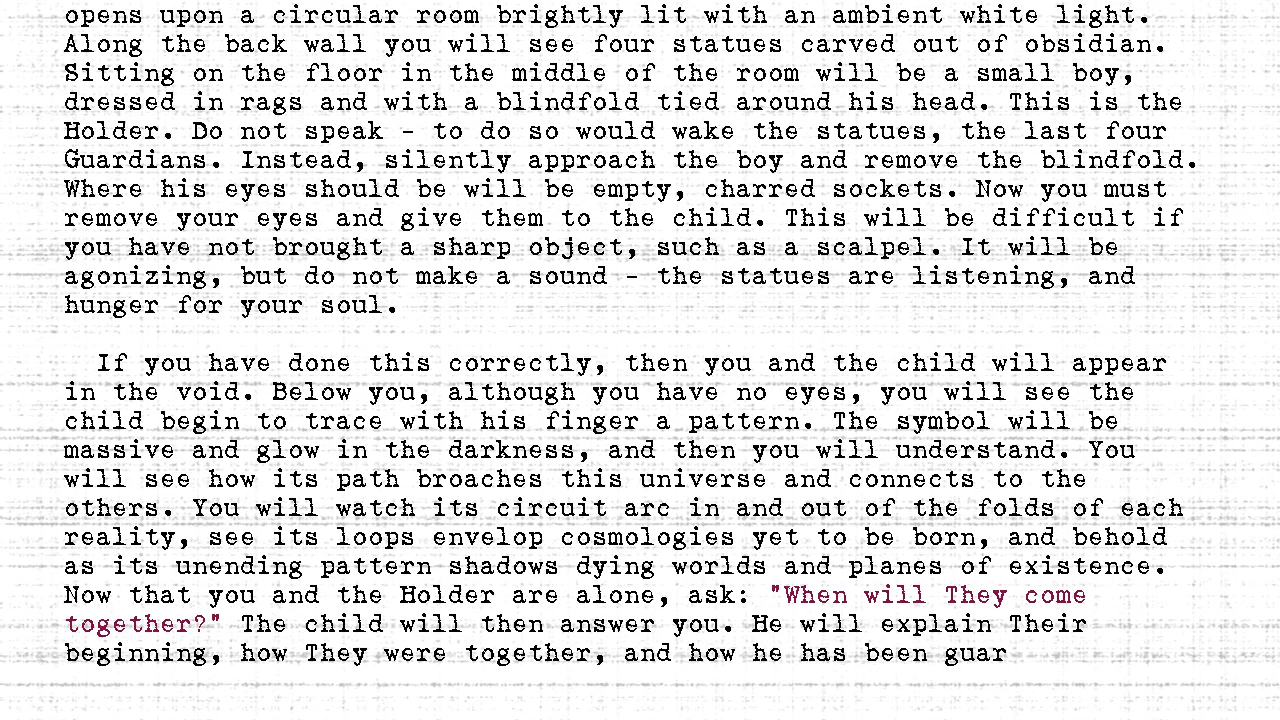 opens upon a circular room brightly lit with an ambient white light.
Along the back wall you will see four statues carved out of obsidian.
Sitting on the floor in the middle of the room will be a small boy,
dressed in rags and with a blindfold tied around his head. This is the
Holder. Do not speak - to do so would wake the statues, the last four
Guardians. Instead, silently approach the boy and remove the blindfold.
Where his eyes should be will be empty, charred sockets. Now you must
remove your eyes and give them to the child. This will be difficult if
you have not brought a sharp object, such as a scalpel. It will be
agonizing, but do not make a sound - the statues are listening, and
hunger for your soul.
If you have done this correctly, then you and the child will appear
in the void. Below you, although you have no eyes, you will see the
child begin to trace with his finger a pattern. The symbol will be
massive and glow in the darkness, and then you will understand. You
will see how its path broaches this universe and connects to the
others. You will watch its circuit arc in and out of the folds of each
reality, see its loops envelop cosmologies yet to be born, and behold
as its unending pattern shadows dying worlds and planes of existence.
Now that you and the Holder are alone, ask: "When will They come
together?" The child will then answer you. He will explain Their
beginning, how They were together, and how he has been guar